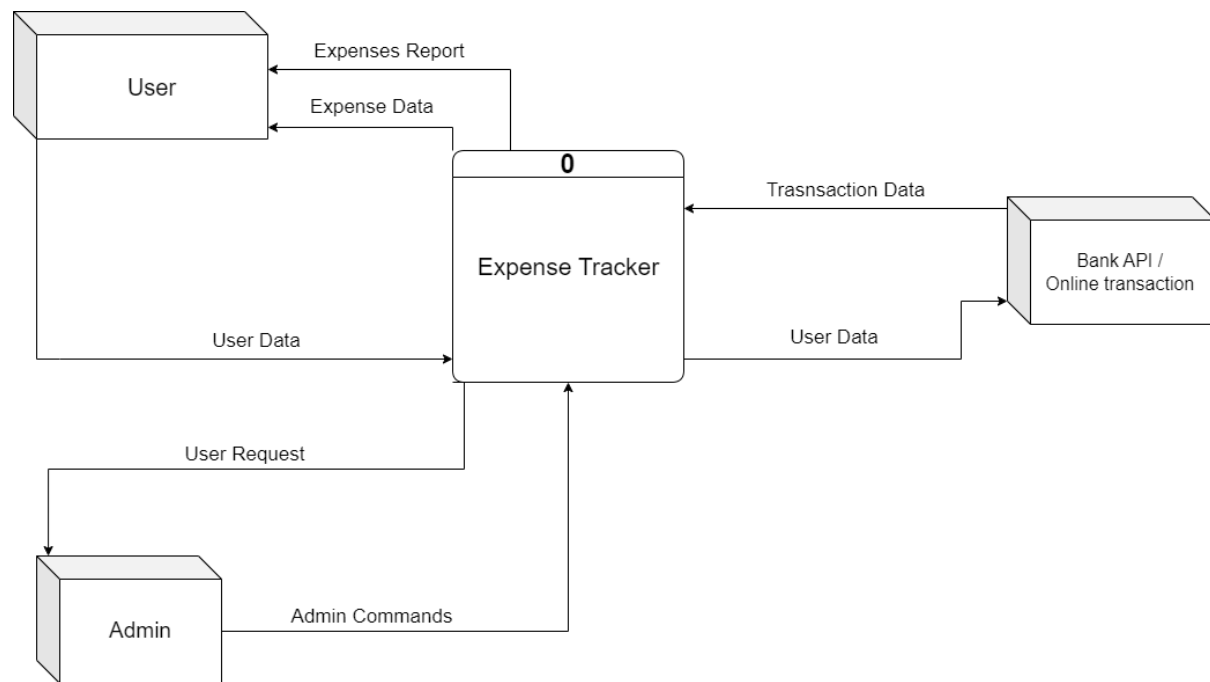 Expenses Report
User
Expense Data
0
Trasnsaction Data
Expense Tracker
Bank API /
Online transaction
User Data
User Data
User Request
Admin Commands
Admin